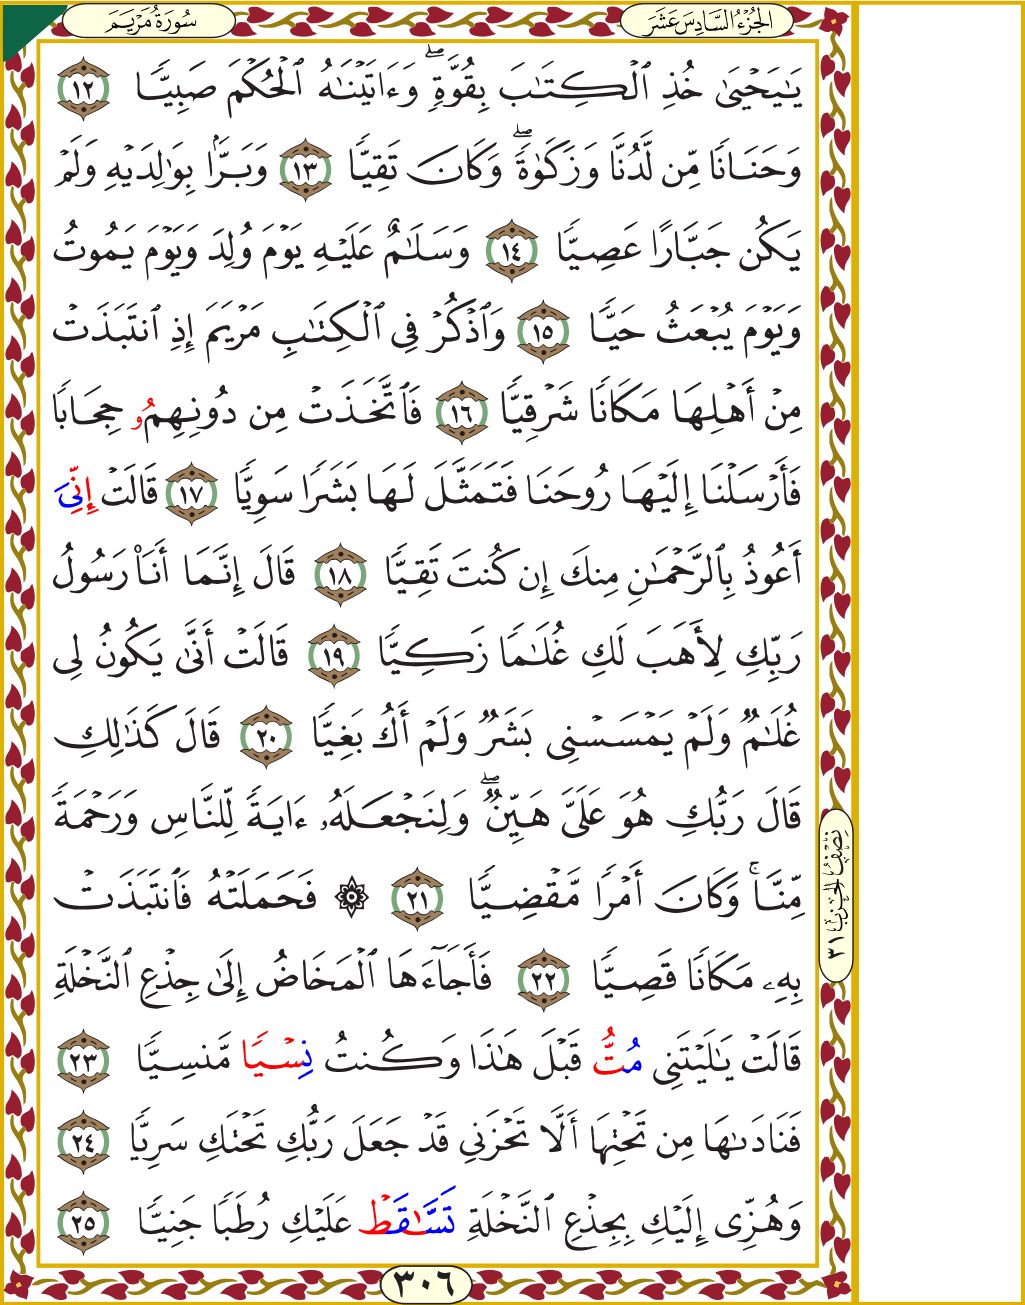 سُورَةُ مَرْيَم
الجُزْءُ السَّادِسَ عَشَرَ
يَٰيَحْيَىٰ خُذِ ٱلْكِتَٰبَ بِقُوَّةٍۖ وَءَاتَيْنَٰهُ ٱلْحُكْمَ صَبِيًّا ١٢
وَحَنَانًا مِّن لَّدُنَّا وَزَكَوٰةًۖ وَكَانَ تَقِيًّا ١٣ وَبَرًّۢا بِوَٰلِدَيْهِ وَلَمْ
يَكُن جَبَّارًا عَصِيًّا ١٤ وَسَلَٰمٌ عَلَيْهِ يَوْمَ وُلِدَ وَيَوْمَ يَمُوتُ
وَيَوْمَ يُبْعَثُ حَيًّا ١٥ وَٱذْكُرْ فِي ٱلْكِتَٰبِ مَرْيَمَ إِذِ ٱنتَبَذَتْ
مِنْ أَهْلِهَا مَكَانًا شَرْقِيًّا ١٦ فَٱتَّخَذَتْ مِن دُونِهِمُۥ حِجَابًا
فَأَرْسَلْنَا إِلَيْهَا رُوحَنَا فَتَمَثَّلَ لَهَا بَشَرًا سَوِيًّا ١٧ قَالَتْ إِنِّيَ
أَعُوذُ بِٱلرَّحْمَٰنِ مِنكَ إِن كُنتَ تَقِيًّا ١٨ قَالَ إِنَّمَا أَنَا۠ رَسُولُ
رَبِّكِ لِأَهَبَ لَكِ غُلَٰمًا زَكِيًّا ١٩ قَالَتْ أَنَّىٰ يَكُونُ لِي
غُلَٰمٌ وَلَمْ يَمْسَسْنِي بَشَرٌ وَلَمْ أَكُ بَغِيًّا ٢٠ قَالَ كَذَٰلِكِ
قَالَ رَبُّكِ هُوَ عَلَيَّ هَيِّنٌۖ وَلِنَجْعَلَهُۥ ءَايَةً لِّلنَّاسِ وَرَحْمَةً
مِّنَّاۚ وَكَانَ أَمْرًا مَّقْضِيًّا ٢١ ۞ فَحَمَلَتْهُ فَٱنتَبَذَتْ
بِهِۦ مَكَانًا قَصِيًّا ٢٢ فَأَجَآءَهَا ٱلْمَخَاضُ إِلَىٰ جِذْعِ ٱلنَّخْلَةِ
قَالَتْ يَٰلَيْتَنِي مُتُّ قَبْلَ هَٰذَا وَكُنتُ نِسْيًا مَّنسِيًّا ٢٣
فَنَادَىٰهَا مِن تَحْتِهَا أَلَّا تَحْزَنِي قَدْ جَعَلَ رَبُّكِ تَحْتَكِ سَرِيًّا ٢٤
وَهُزِّي إِلَيْكِ بِجِذْعِ ٱلنَّخْلَةِ تَسَّٰقَطْ عَلَيْكِ رُطَبًا جَنِيًّا ٢٥
نِصْفُ الحِزْبِ ٣١
٣٠٦